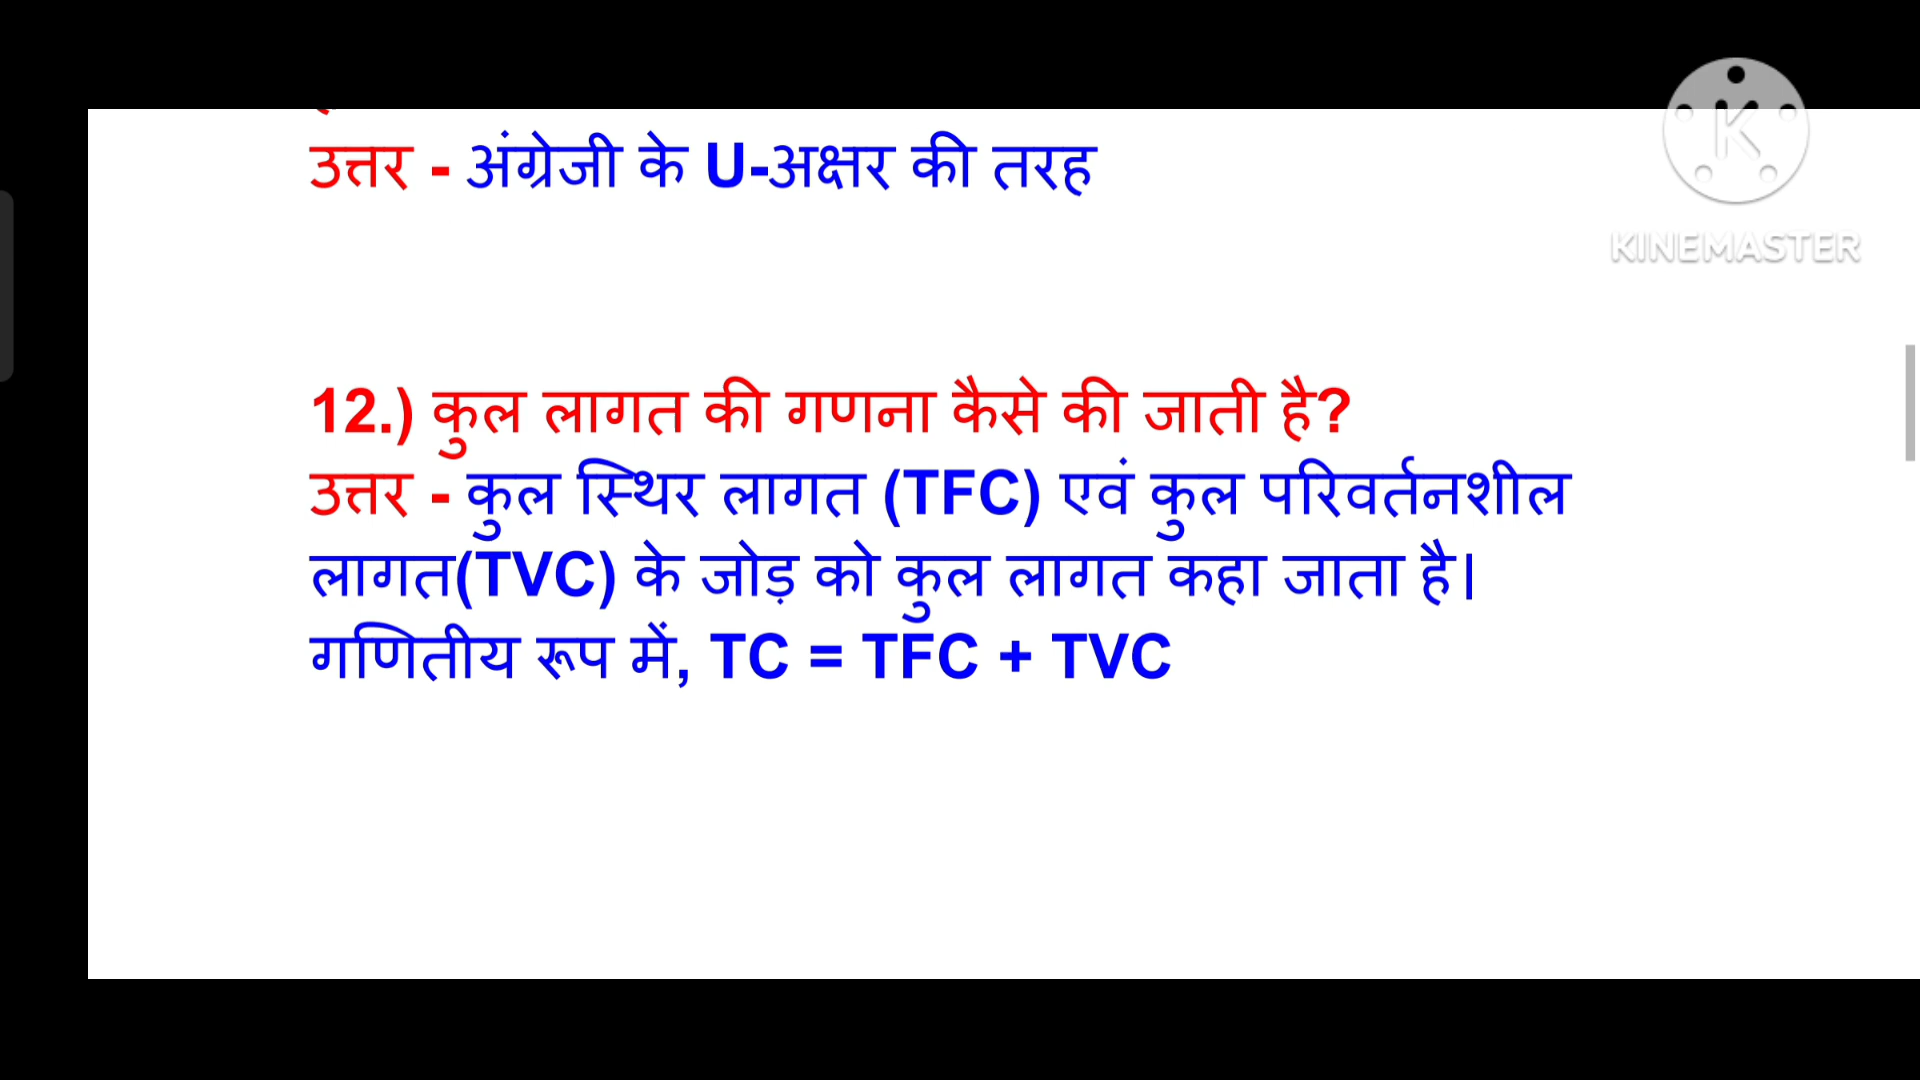 उत्तर - अंग्रेजी के U-अक्षर की तरह
K
KINEMASTER
12.) कुल लागत की गणना कैसे की जाती है?
उत्तर - कुल स्थिर लागत (TFC) एवं कुल परिवर्तनशील
लागत(TVC) के जोड़ को कुल लागत कहा जाता है।
गणितीय रूप में, TC = TFC + TVC